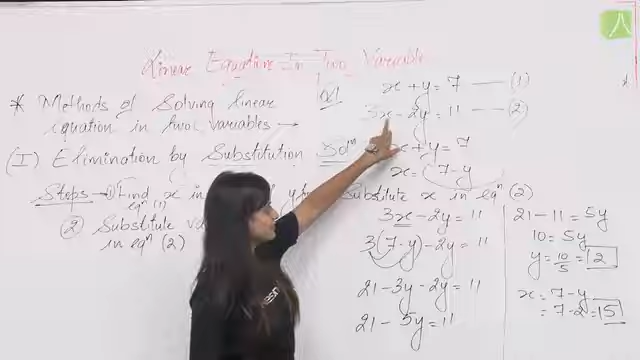 Linear Equation In Two Variable
* Methods of Solving linear
equation in two variables →
(I) Elimination by Substitution
Steps → ① Find x in
eqⁿ (1)
② Substitute
in eqⁿ (2)
Q1 x + y = 7 —— (1)
3x - 2y = 11 —— (2)
Solⁿ x + y = 7
x = 7 - y
Substitute x in eqⁿ (2)
3x - 2y = 11
3(7 - y) - 2y = 11
21 - 3y - 2y = 11
21 - 5y = 11
21 - 11 = 5y
10 = 5y
y = 10/5 = 2
x = 7 - y
= 7 - 2 = 5